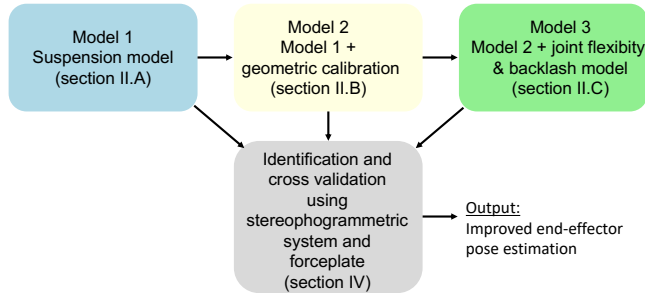 Model 1
Suspension model
(section II.A)
Model 2
Model 1 +
geometric calibration
(section II.B)
Model 3
Model 2 + joint flexibity
& backlash model
(section II.C)
Identification and
cross validation
using
stereophogrammetric
system and
forceplate
(section IV)
Output:
Improved end-effector
pose estimation